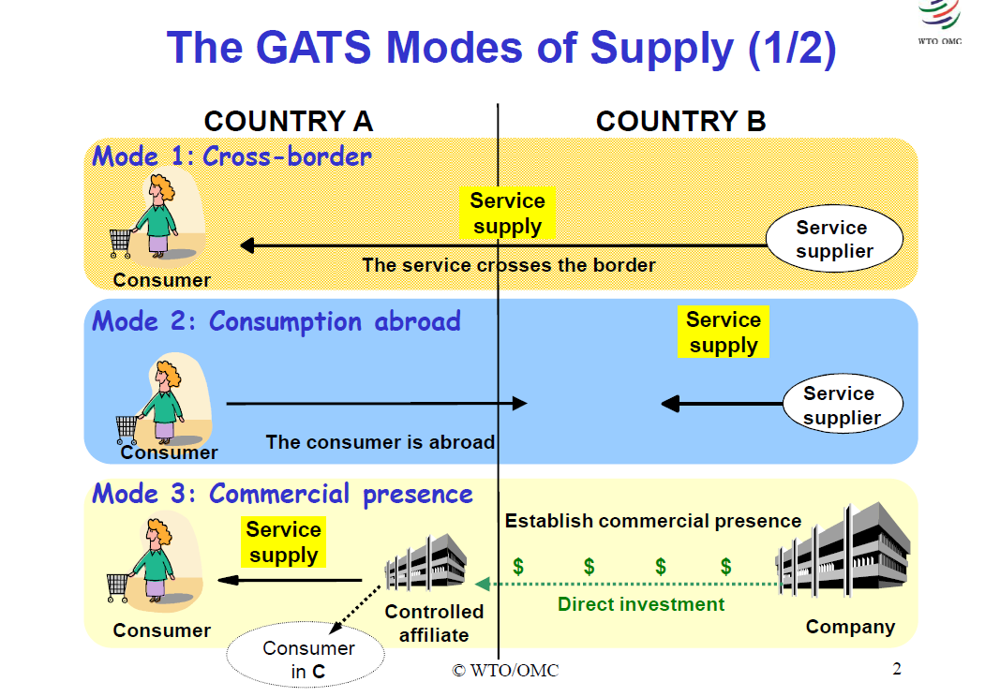 WTO OMC
The GATS Modes of Supply (1/2)
COUNTRY A
COUNTRY B
Mode 1: Cross-border
Service
supply
Service
supplier
The service crosses the border
Consumer
Mode 2: Consumption abroad
Service
supply
Service
supplier
The consumer is abroad
Consumer
Mode 3: Commercial presence
Service
supply
Establish commercial presence
$ $ $ $
Direct investment
Controlled
affiliate
Company
Consumer
Consumer
in C
© WTO/OMC
2